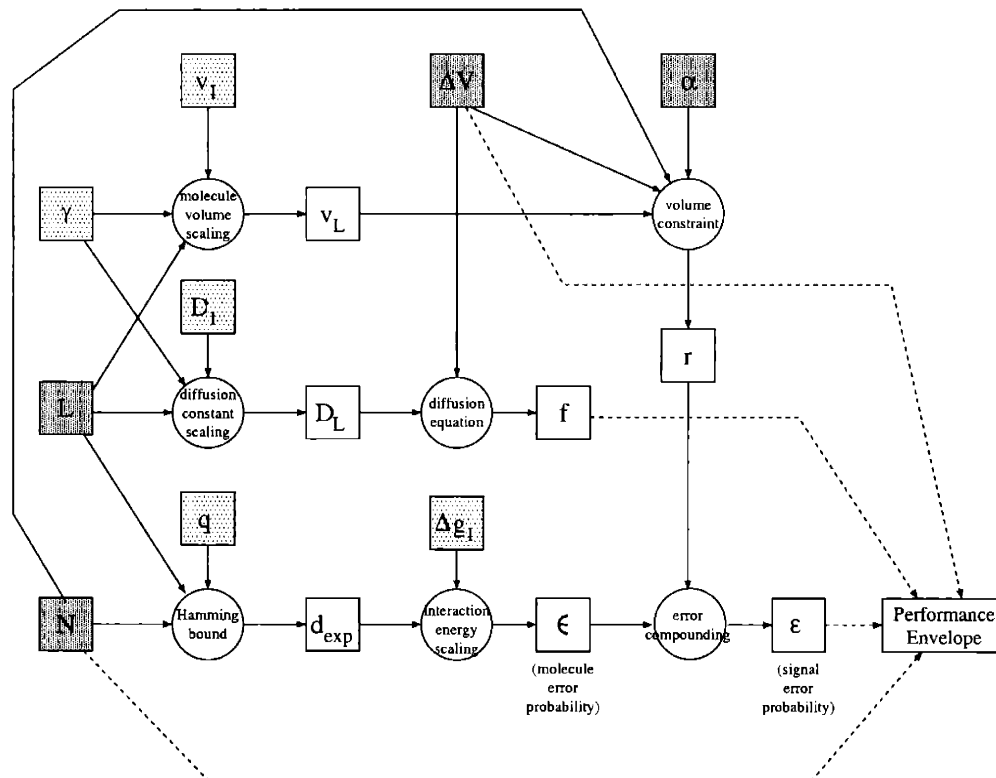 v_I
ΔV
α
γ
molecule
volume
scaling
v_L
volume
constraint
D_I
r
L
diffusion
constant
scaling
D_L
diffusion
equation
f
q
Δg_I
N
Hamming
bound
d_exp
Interaction
energy
scaling
ϵ
error
compounding
ε
Performance
Envelope
(molecule
error
probability)
(signal
error
probability)